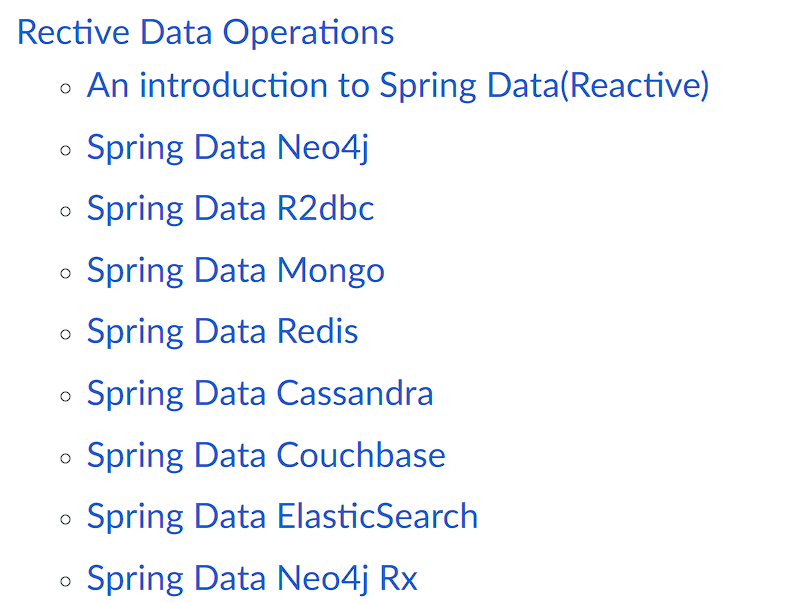 Rective Data Operations
An introduction to Spring Data(Reactive)
Spring Data Neo4j
Spring Data R2dbc
Spring Data Mongo
Spring Data Redis
Spring Data Cassandra
Spring Data Couchbase
Spring Data ElasticSearch
Spring Data Neo4j Rx